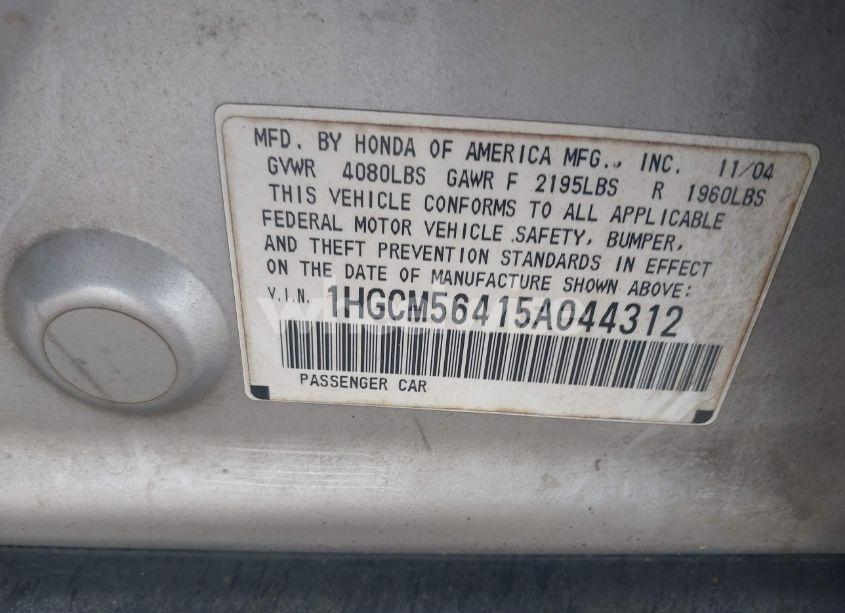 MFD. BY HONDA OF AMERICA MFG., INC. 11/04
GVWR 4080LBS GAWR F 2195LBS R 1960LBS
THIS VEHICLE CONFORMS TO ALL APPLICABLE
FEDERAL MOTOR VEHICLE SAFETY, BUMPER,
AND THEFT PREVENTION STANDARDS IN EFFECT
ON THE DATE OF MANUFACTURE SHOWN ABOVE:
V.I.N. 1HGCM56415A044312
PASSENGER CAR